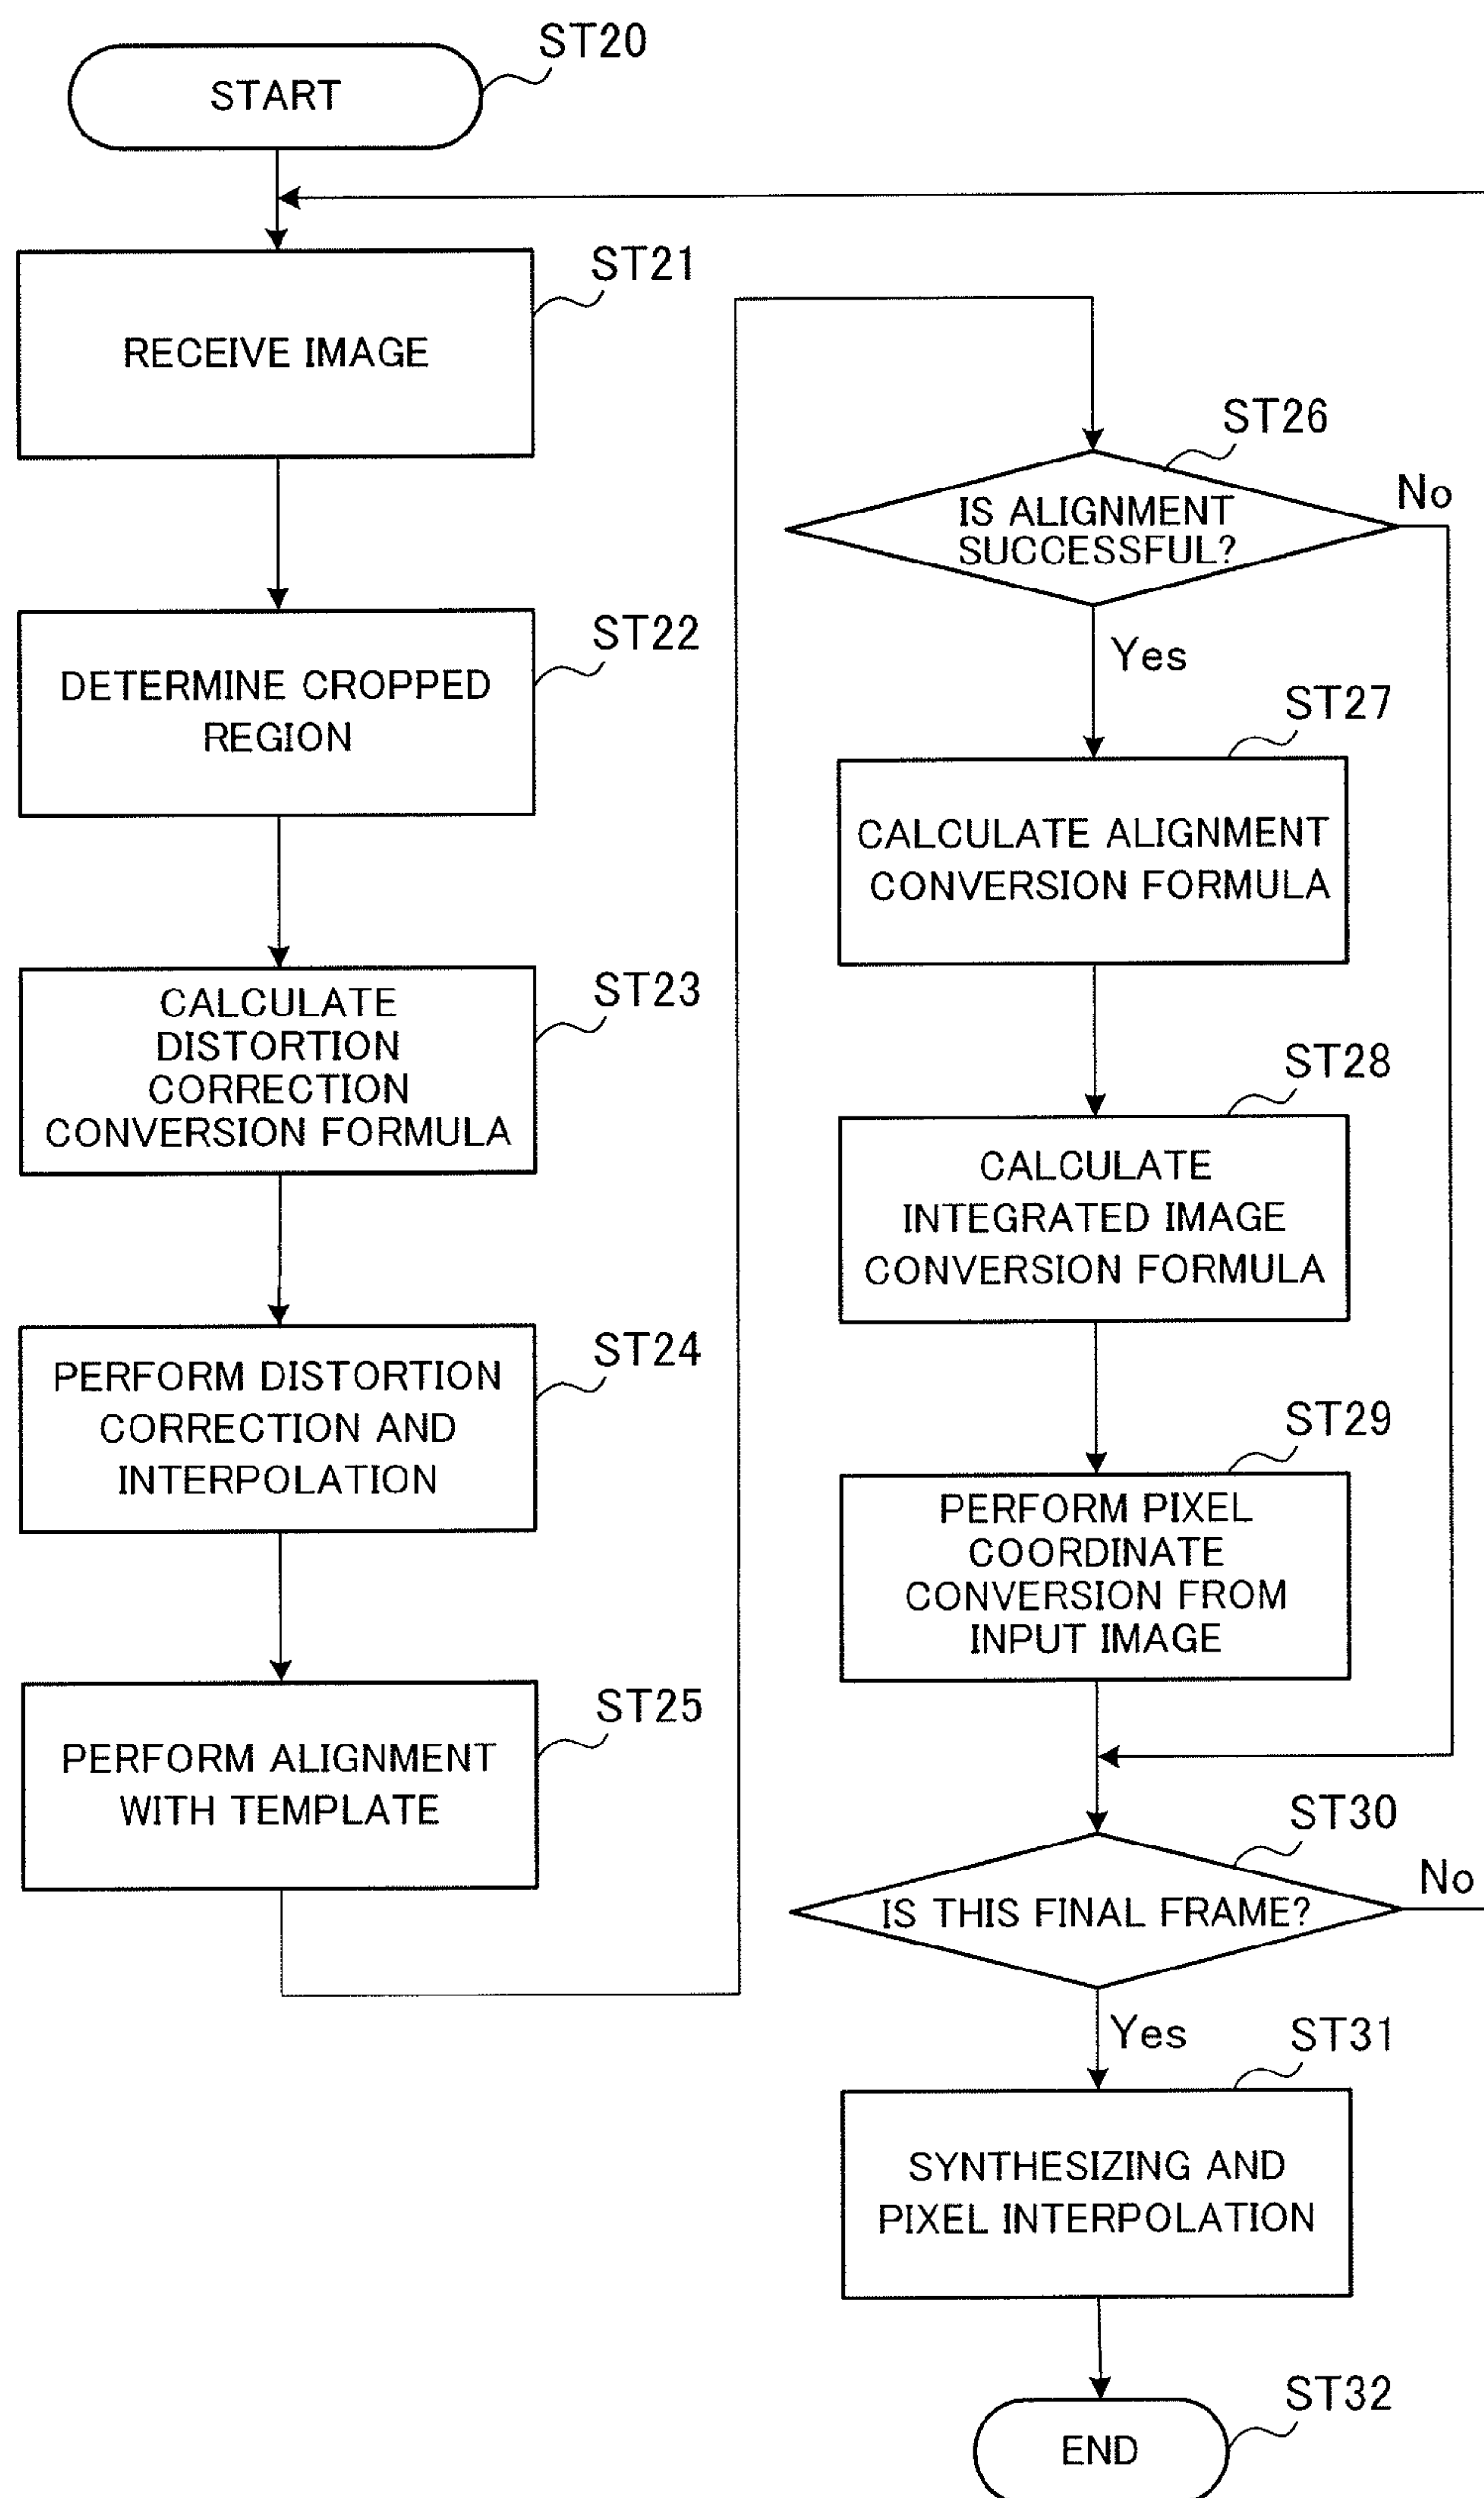 START
ST20
RECEIVE IMAGE
ST21
DETERMINE CROPPED
REGION
ST22
CALCULATE
DISTORTION
CORRECTION
CONVERSION FORMULA
ST23
PERFORM DISTORTION
CORRECTION AND
INTERPOLATION
ST24
PERFORM ALIGNMENT
WITH TEMPLATE
ST25
IS ALIGNMENT
SUCCESSFUL?
ST26
No
Yes
CALCULATE ALIGNMENT
CONVERSION FORMULA
ST27
CALCULATE
INTEGRATED IMAGE
CONVERSION FORMULA
ST28
PERFORM PIXEL
COORDINATE
CONVERSION FROM
INPUT IMAGE
ST29
IS THIS FINAL FRAME?
ST30
No
Yes
SYNTHESIZING AND
PIXEL INTERPOLATION
ST31
END
ST32